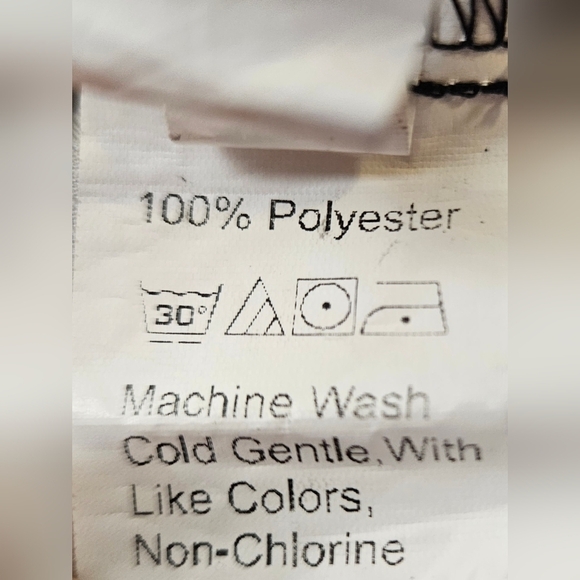 100% Polyester
30°
Machine Wash
Cold Gentle, With
Like Colors,
Non-Chlorine